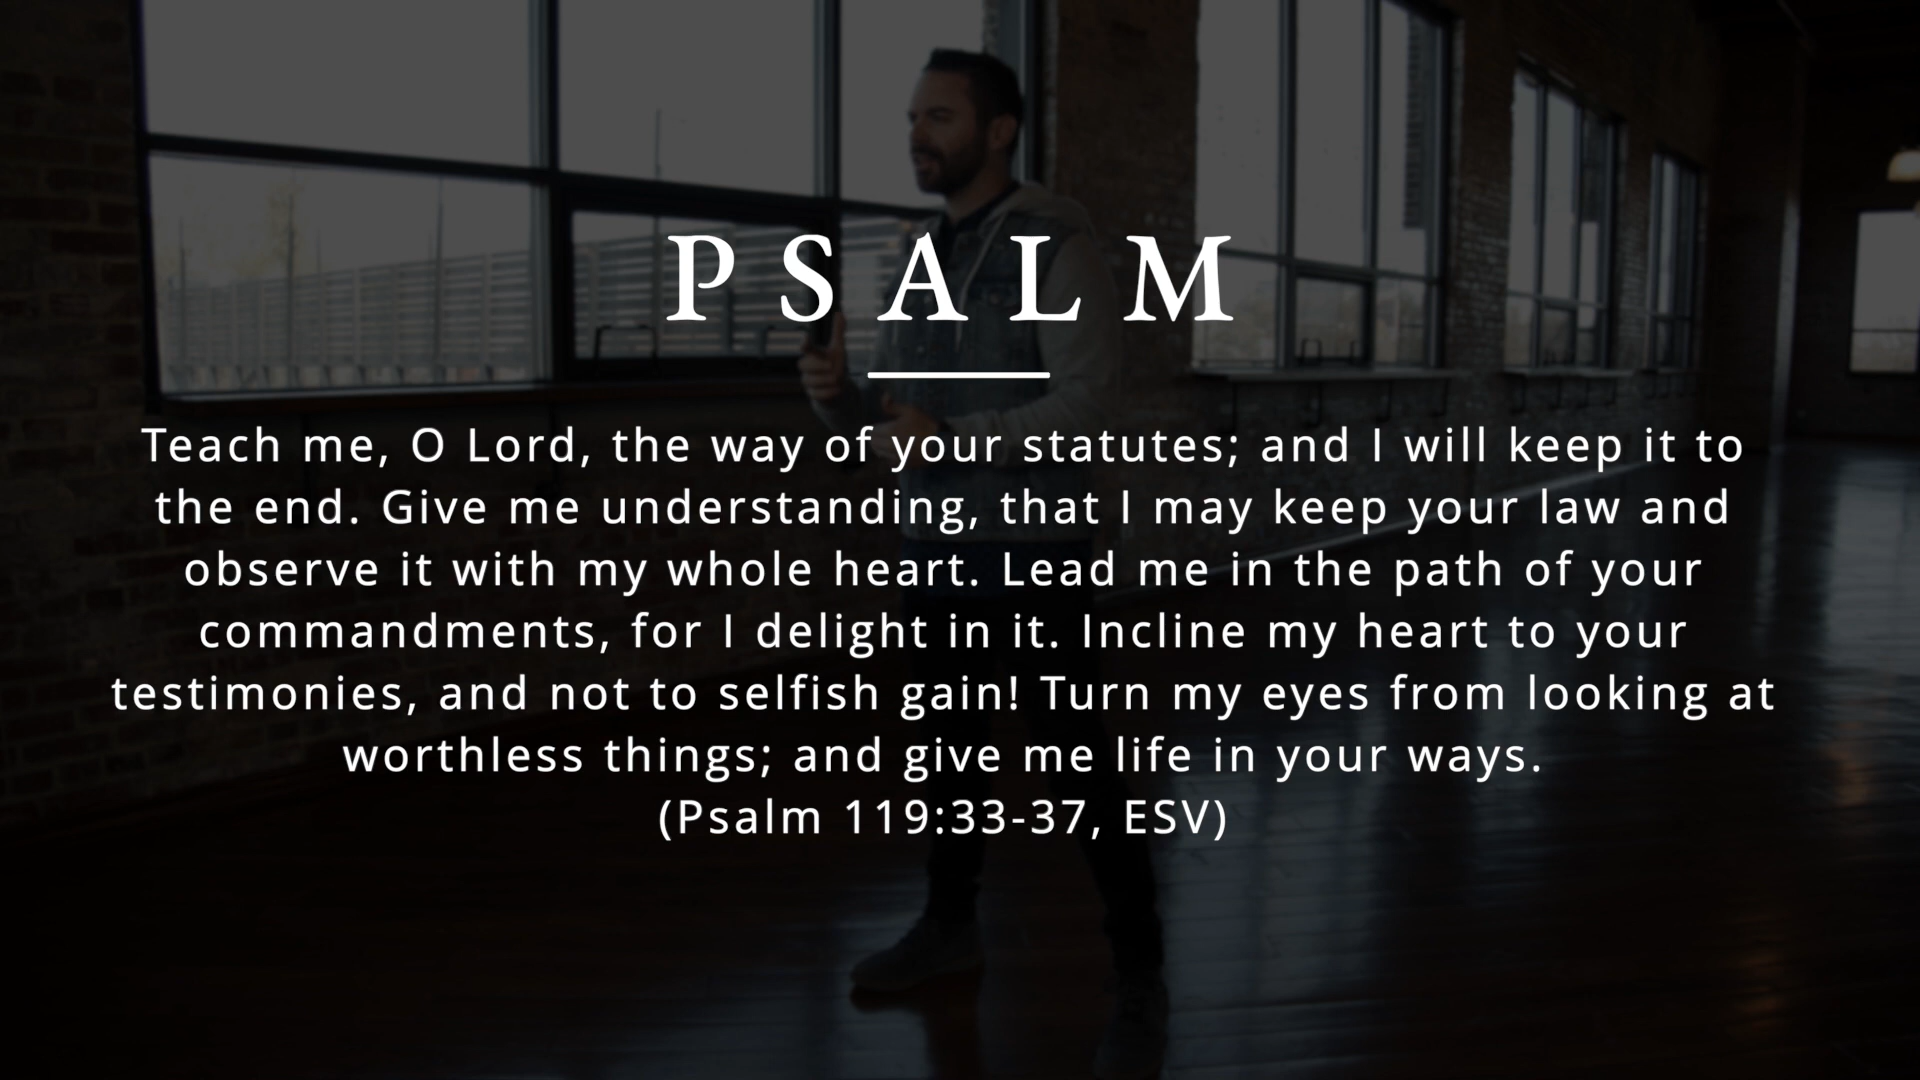 PSALM
Teach me, O Lord, the way of your statutes; and I will keep it to
the end. Give me understanding, that I may keep your law and
observe it with my whole heart. Lead me in the path of your
commandments, for I delight in it. Incline my heart to your
testimonies, and not to selfish gain! Turn my eyes from looking at
worthless things; and give me life in your ways.
(Psalm 119:33-37, ESV)